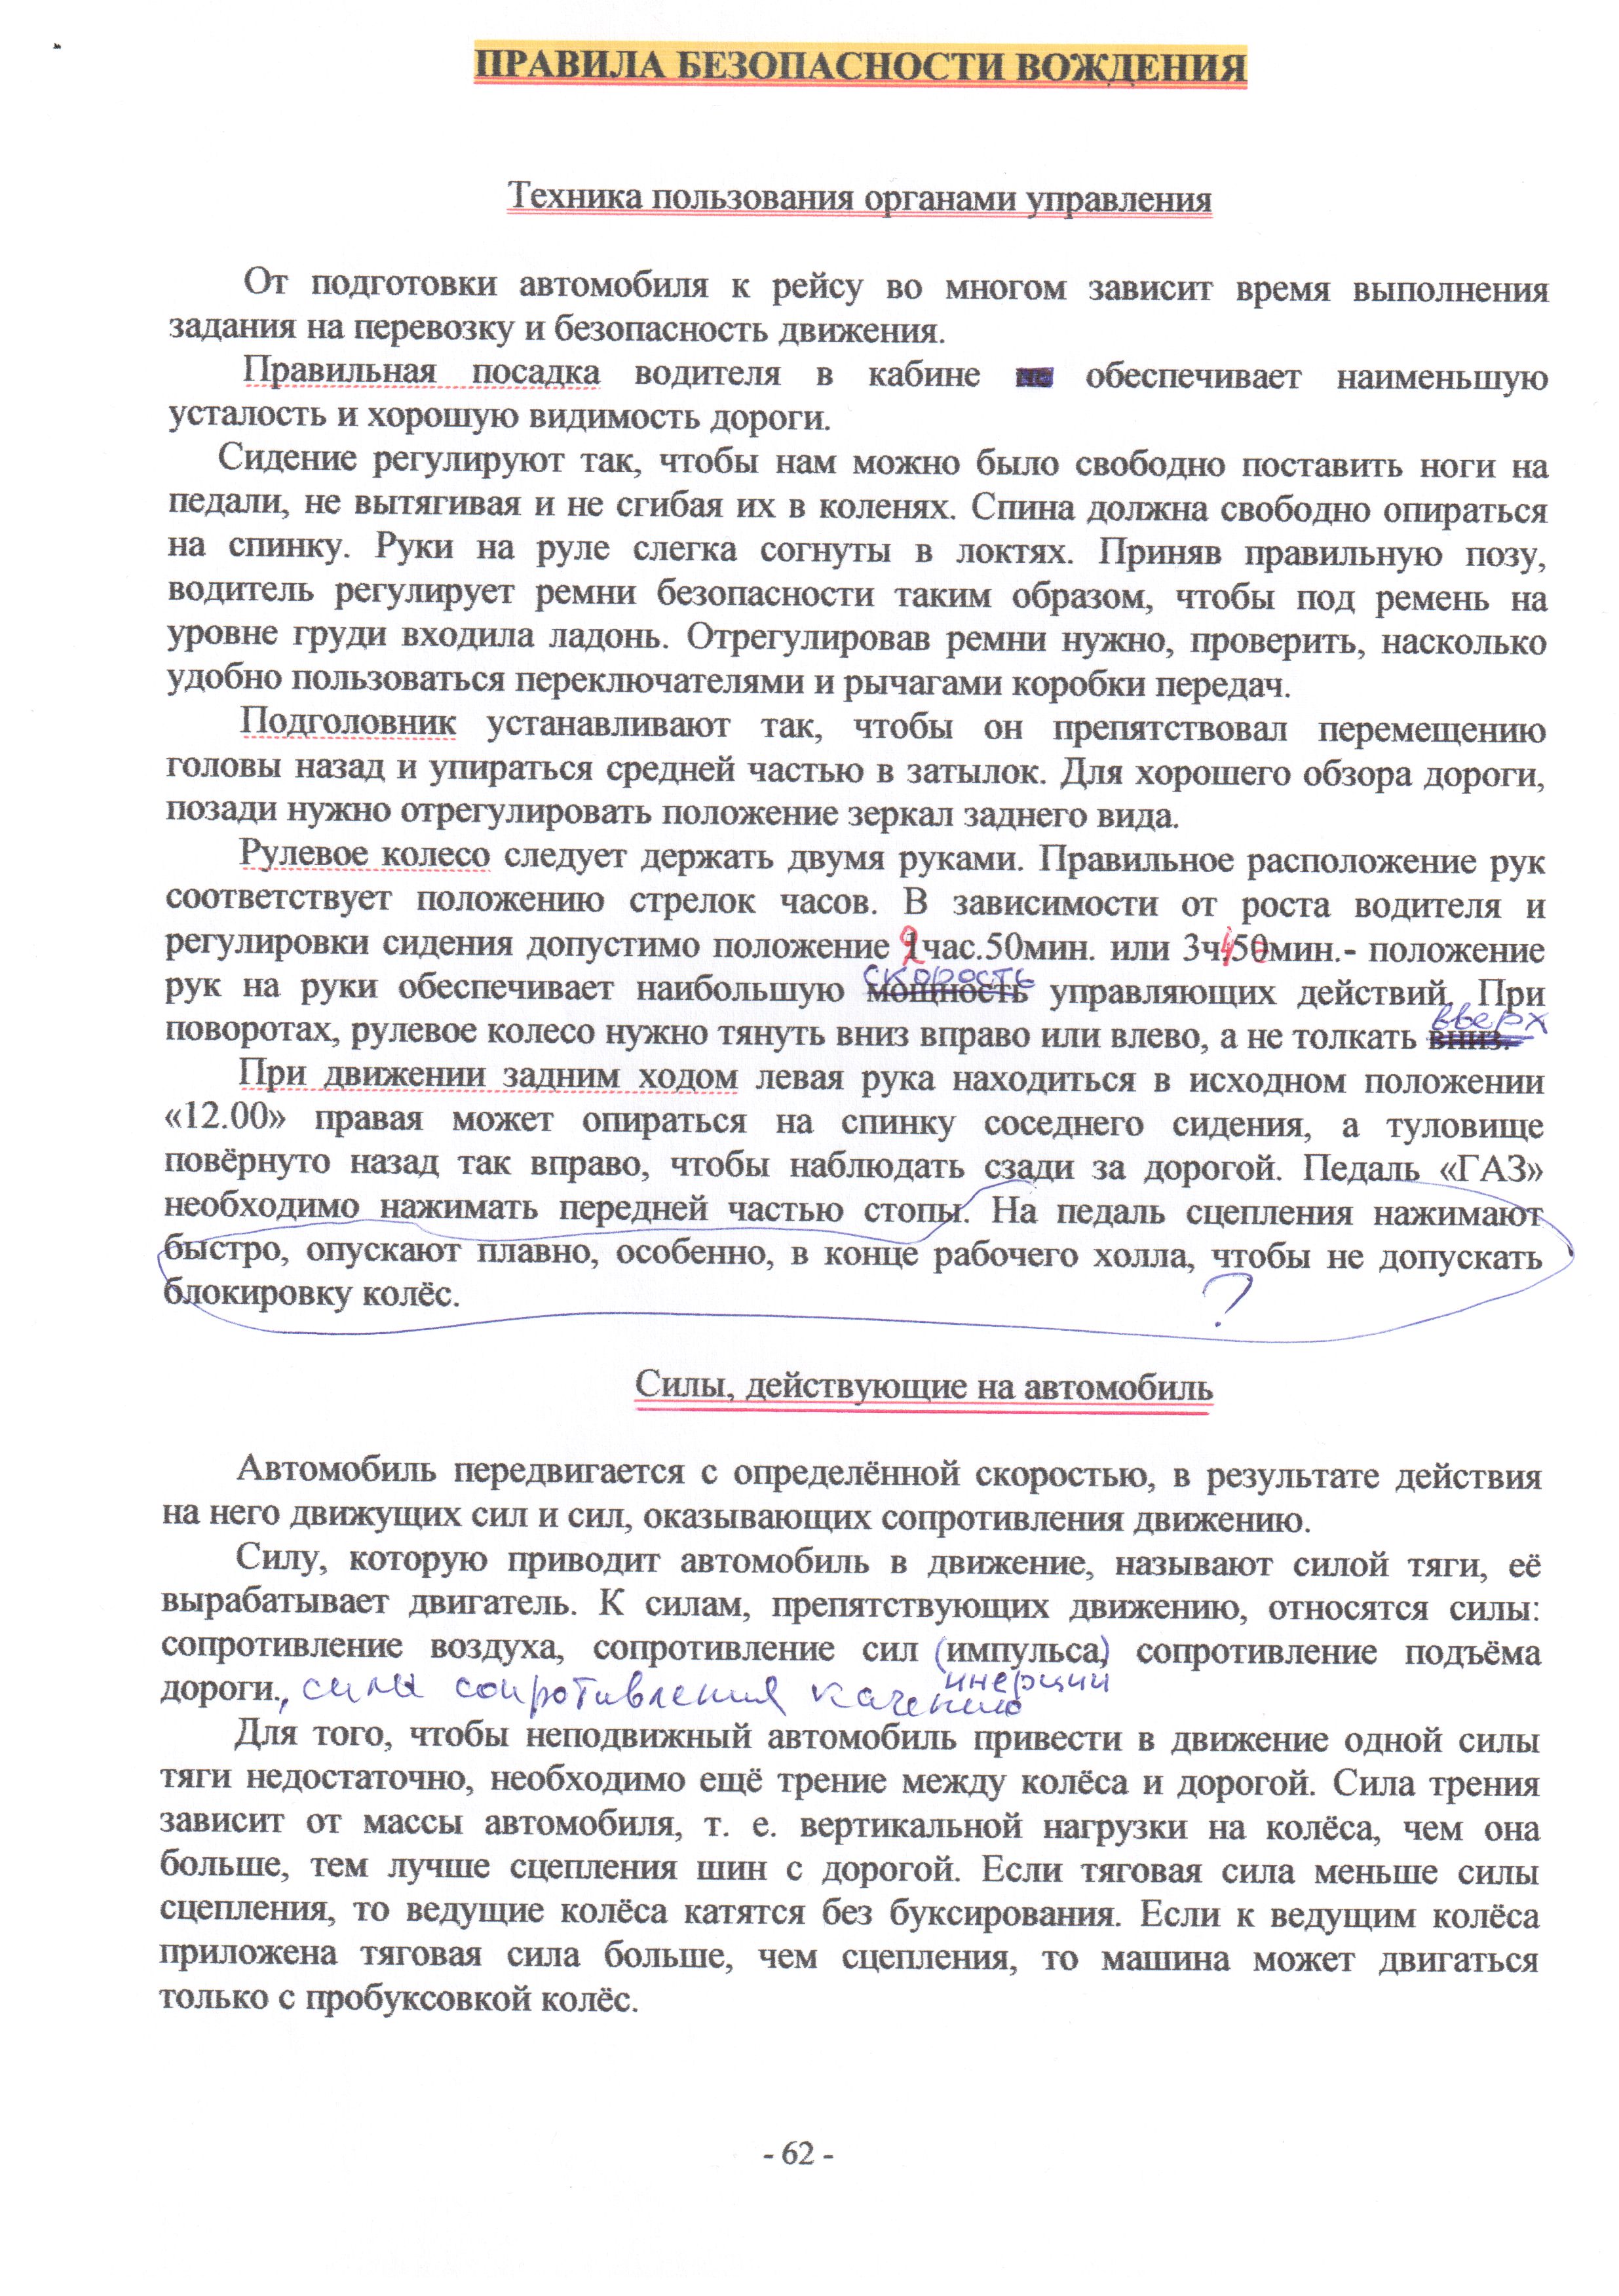 ПРАВИЛА БЕЗОПАСНОСТИ ВОЖДЕНИЯ
Техника пользования органами управления
От подготовки автомобиля к рейсу во многом зависит время выполнения
задания на перевозку и безопасность движения.
Правильная посадка водителя в кабине обеспечивает наименьшую
усталость и хорошую видимость дороги.
Сидение регулируют так, чтобы нам можно было свободно поставить ноги на
педали, не вытягивая и не сгибая их в коленях. Спина должна свободно опираться
на спинку. Руки на руле слегка согнуты в локтях. Приняв правильную позу,
водитель регулирует ремни безопасности таким образом, чтобы под ремень на
уровне груди входила ладонь. Отрегулировав ремни нужно, проверить, насколько
удобно пользоваться переключателями и рычагами коробки передач.
Подголовник устанавливают так, чтобы он препятствовал перемещению
головы назад и упираться средней частью в затылок. Для хорошего обзора дороги,
позади нужно отрегулировать положение зеркал заднего вида.
Рулевое колесо следует держать двумя руками. Правильное расположение рук
соответствует положению стрелок часов. В зависимости от роста водителя и
регулировки сидения допустимо положение 2час.50мин. или 3ч450мин.- положение
скорость
рук на руки обеспечивает наибольшую мощность управляющих действий. При
вверх
поворотах, рулевое колесо нужно тянуть вниз вправо или влево, а не толкать вниз.
При движении задним ходом левая рука находиться в исходном положении
«12.00» правая может опираться на спинку соседнего сидения, а туловище
повёрнуто назад так вправо, чтобы наблюдать сзади за дорогой. Педаль «ГАЗ»
необходимо нажимать передней частью стопы. На педаль сцепления нажимают
быстро, опускают плавно, особенно, в конце рабочего холла, чтобы не допускать
блокировку колёс.
?
Силы, действующие на автомобиль
Автомобиль передвигается с определённой скоростью, в результате действия
на него движущих сил и сил, оказывающих сопротивления движению.
Силу, которую приводит автомобиль в движение, называют силой тяги, её
вырабатывает двигатель. К силам, препятствующих движению, относятся силы:
сопротивление воздуха, сопротивление сил (импульса) сопротивление подъёма
инерции
дороги., силы сопротивления качению
Для того, чтобы неподвижный автомобиль привести в движение одной силы
тяги недостаточно, необходимо ещё трение между колёса и дорогой. Сила трения
зависит от массы автомобиля, т. е. вертикальной нагрузки на колёса, чем она
больше, тем лучше сцепления шин с дорогой. Если тяговая сила меньше силы
сцепления, то ведущие колёса катятся без буксирования. Если к ведущим колёса
приложена тяговая сила больше, чем сцепления, то машина может двигаться
только с пробуксовкой колёс.
- 62 -